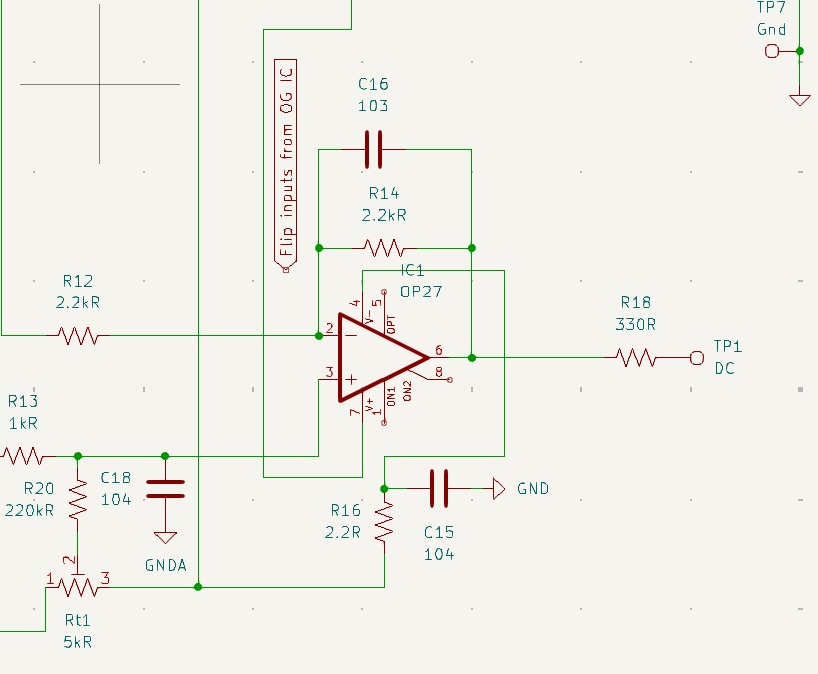 TP7
Gnd
C16
103
Flip inputs from OG IC
R14
2.2kR
IC1
OP27
R12
2.2kR
4
5
V-
OPT
2
-
6
3
+
8
ON2
ON1
V+
7
1
R18
330R
TP1
DC
R13
1kR
R20
220kR
C18
104
GNDA
R16
2.2R
C15
104
GND
2
1
3
Rt1
5kR